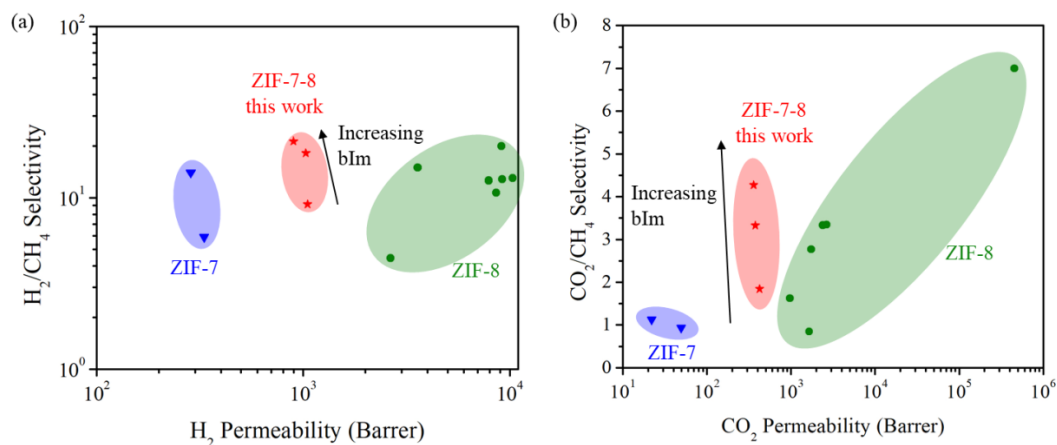 (a)
10²
10¹
10⁰
H₂/CH₄ Selectivity
ZIF-7-8
this work
Increasing
bIm
ZIF-7
ZIF-8
10²
10³
10⁴
H₂ Permeability (Barrer)
(b)
8
7
6
5
4
3
2
1
0
CO₂/CH₄ Selectivity
ZIF-7-8
this work
Increasing
bIm
ZIF-8
ZIF-7
10¹
10²
10³
10⁴
10⁵
10⁶
CO₂ Permeability (Barrer)